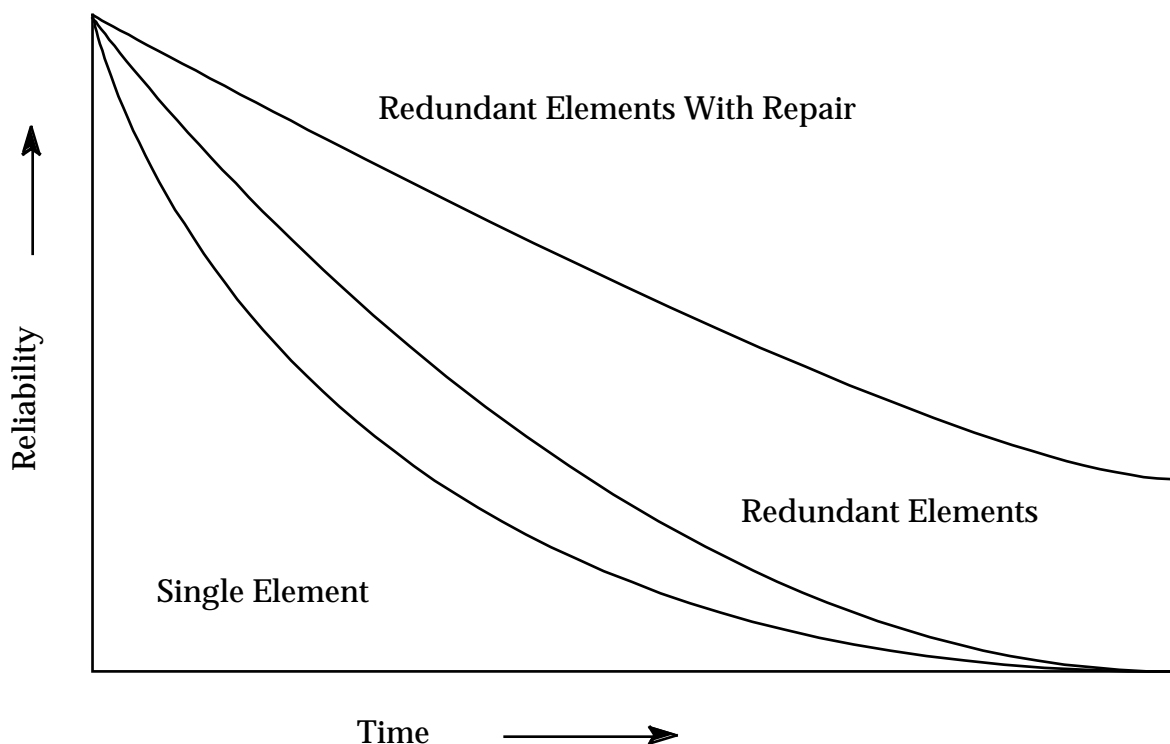 Redundant Elements With Repair
Reliability
Redundant Elements
Single Element
Time